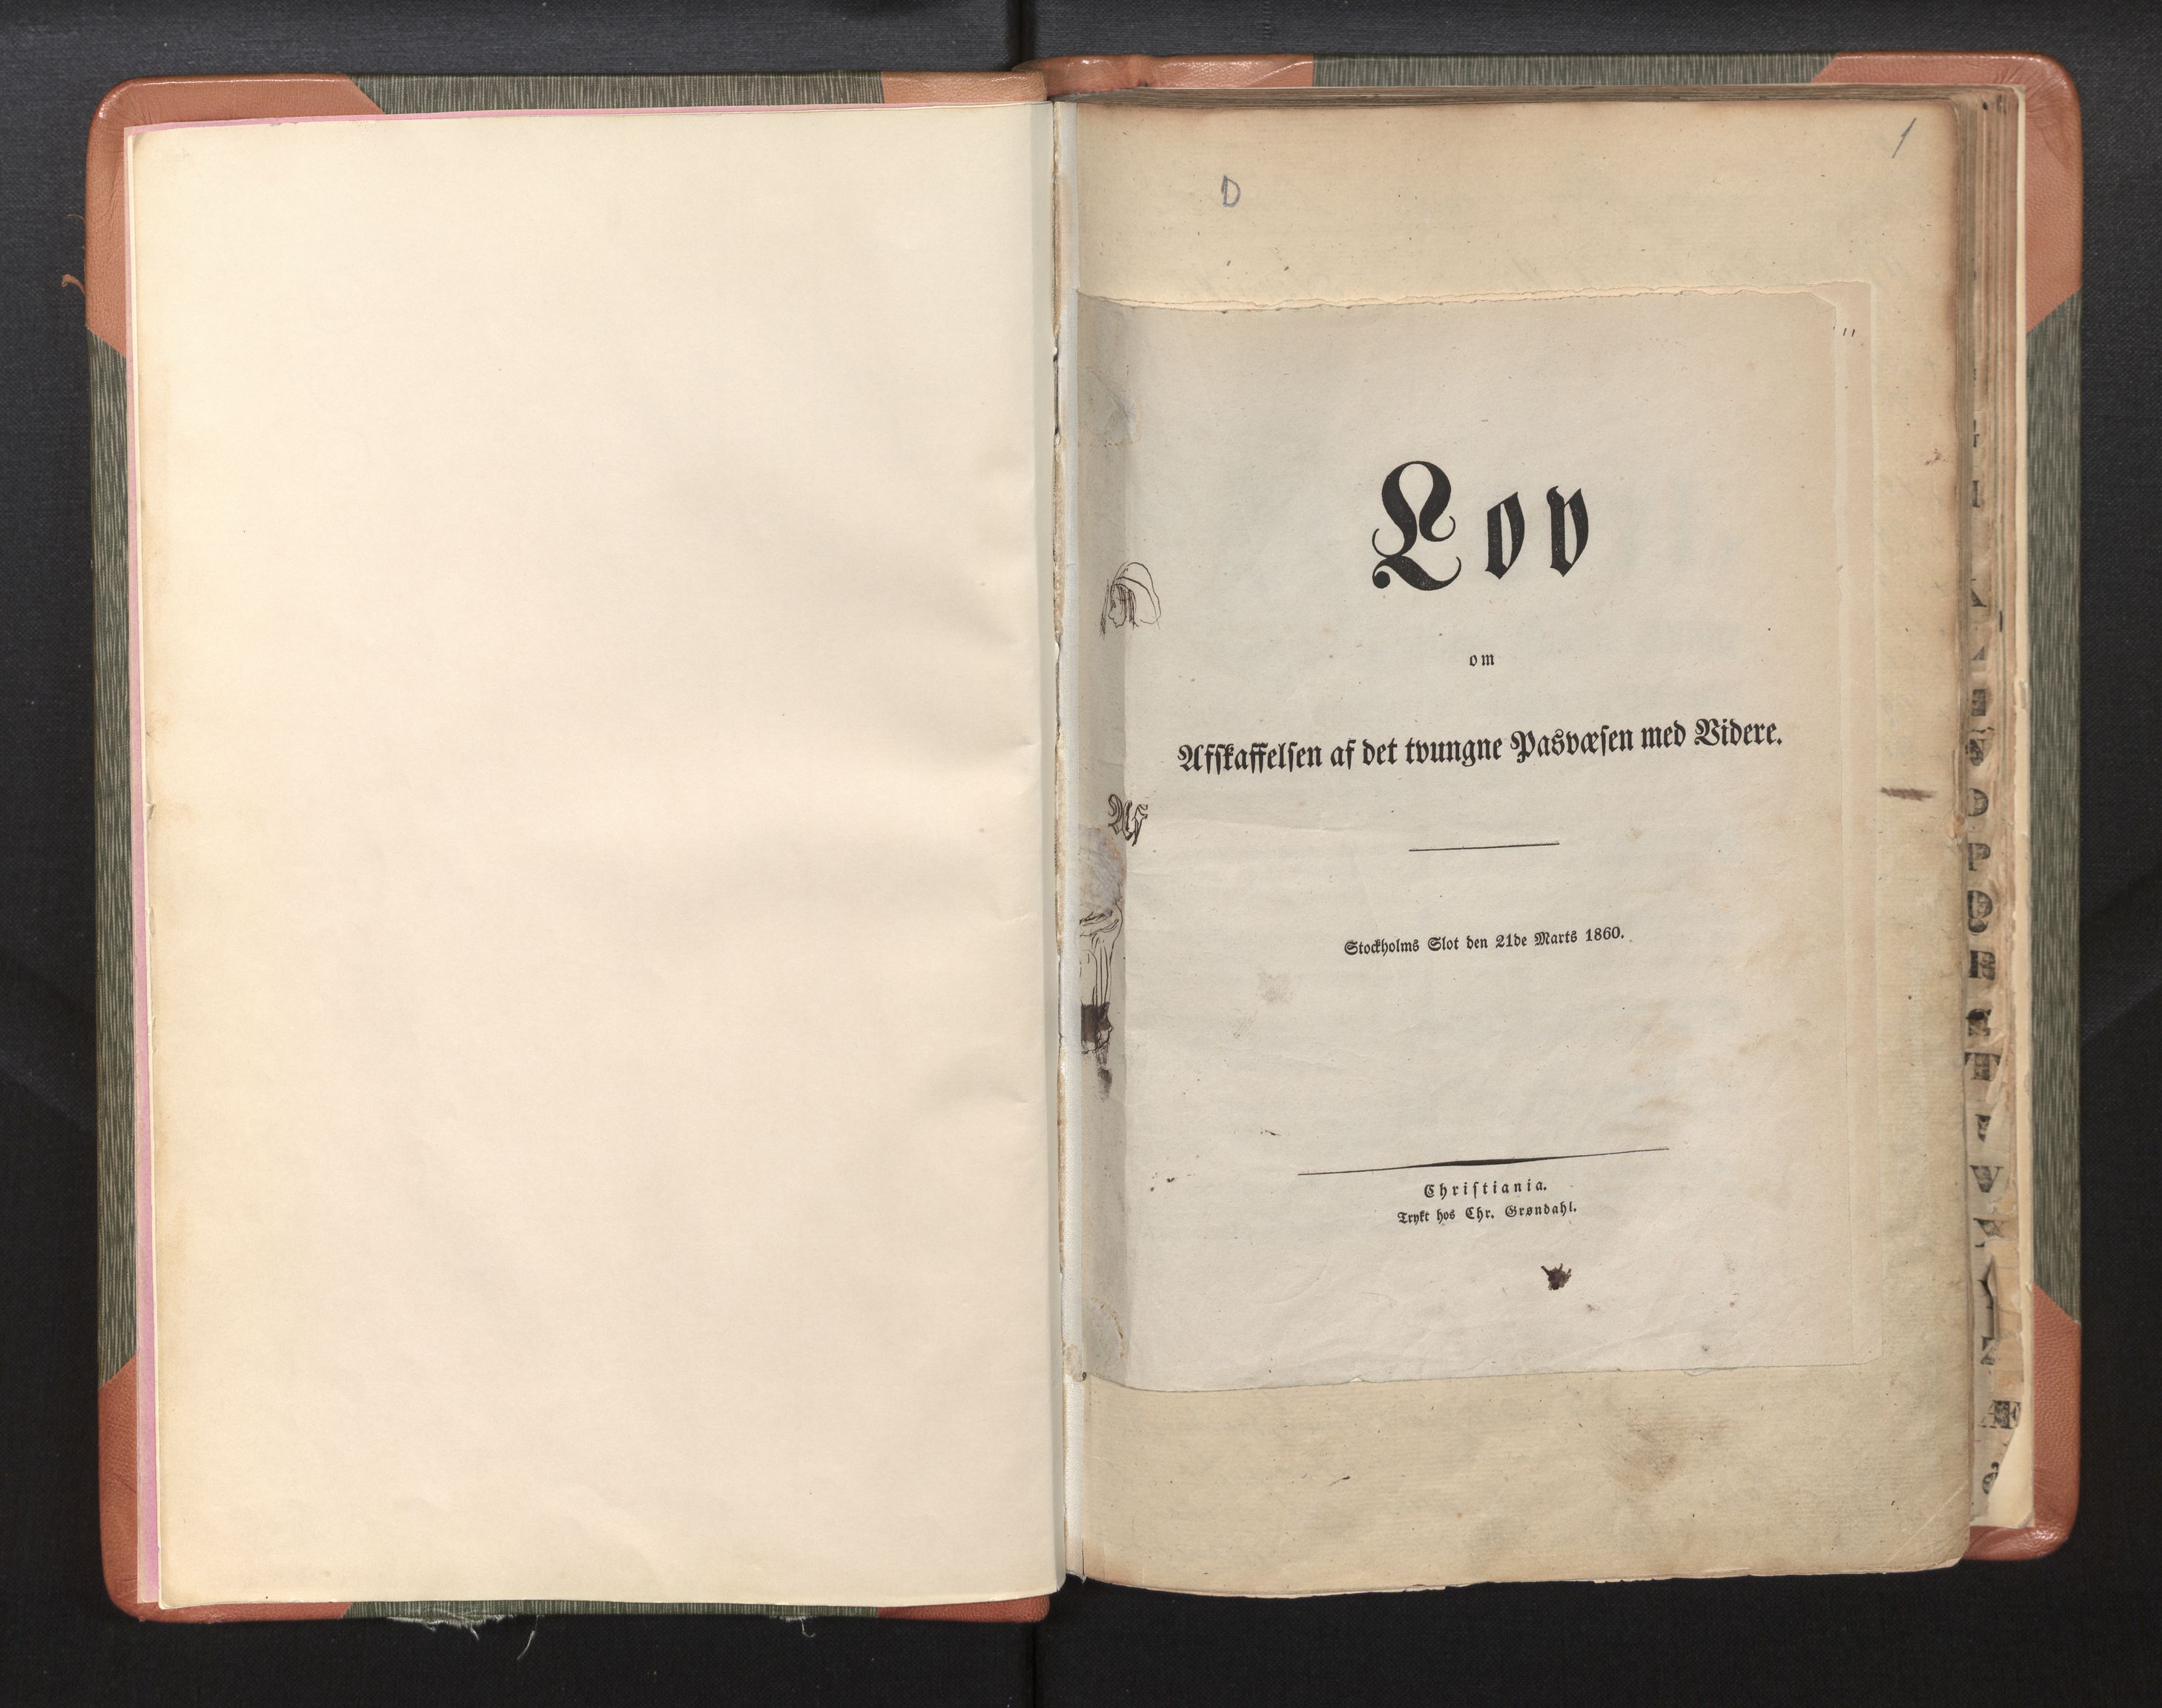 1
D
Lov
om
Afskaffelsen af det tvungne Pasvæsen med Videre.
Af
Stockholms Slot den 21de Marts 1860.
Christiania.
Trykt hos Chr. Grøndahl.
O
P
Q
R
T
V
W
Z
Æ